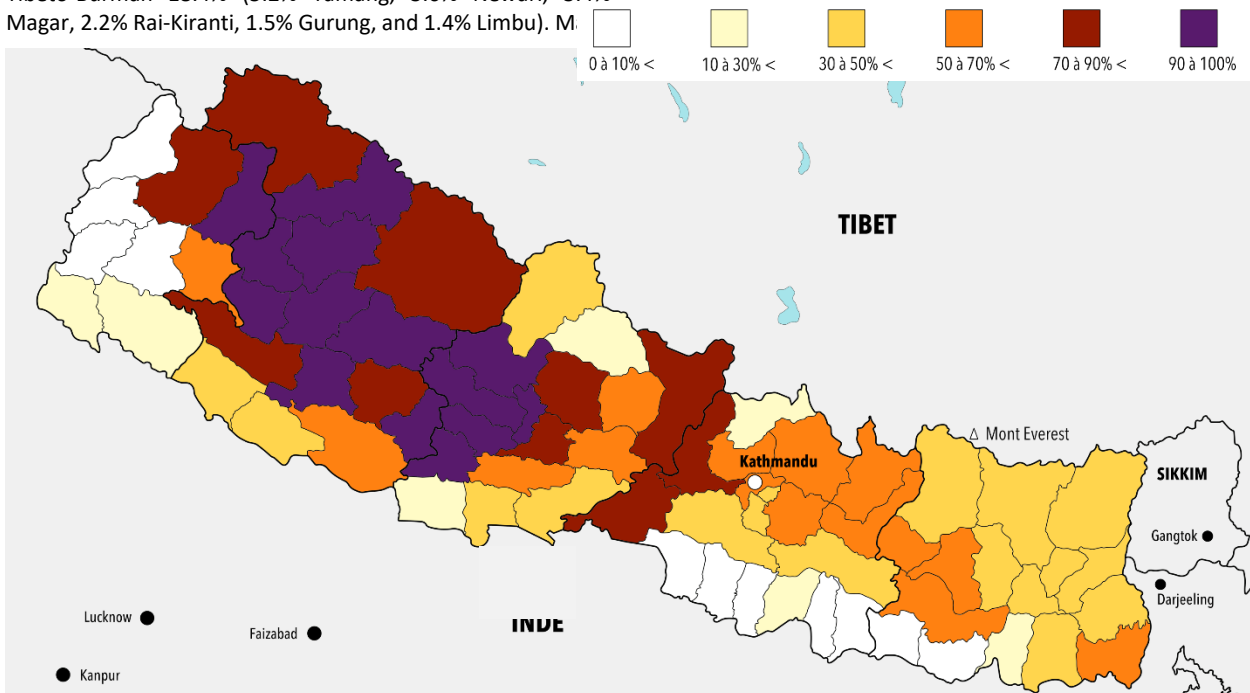 Magar, 2.2% Rai-Kiranti, 1.5% Gurung, and 1.4% Limbu).
0 à 10% <
10 à 30% <
30 à 50% <
50 à 70% <
70 à 90% <
90 à 100%
TIBET
△ Mont Everest
Kathmandu
SIKKIM
Gangtok
Darjeeling
Lucknow
Faizabad
INDE
Kanpur